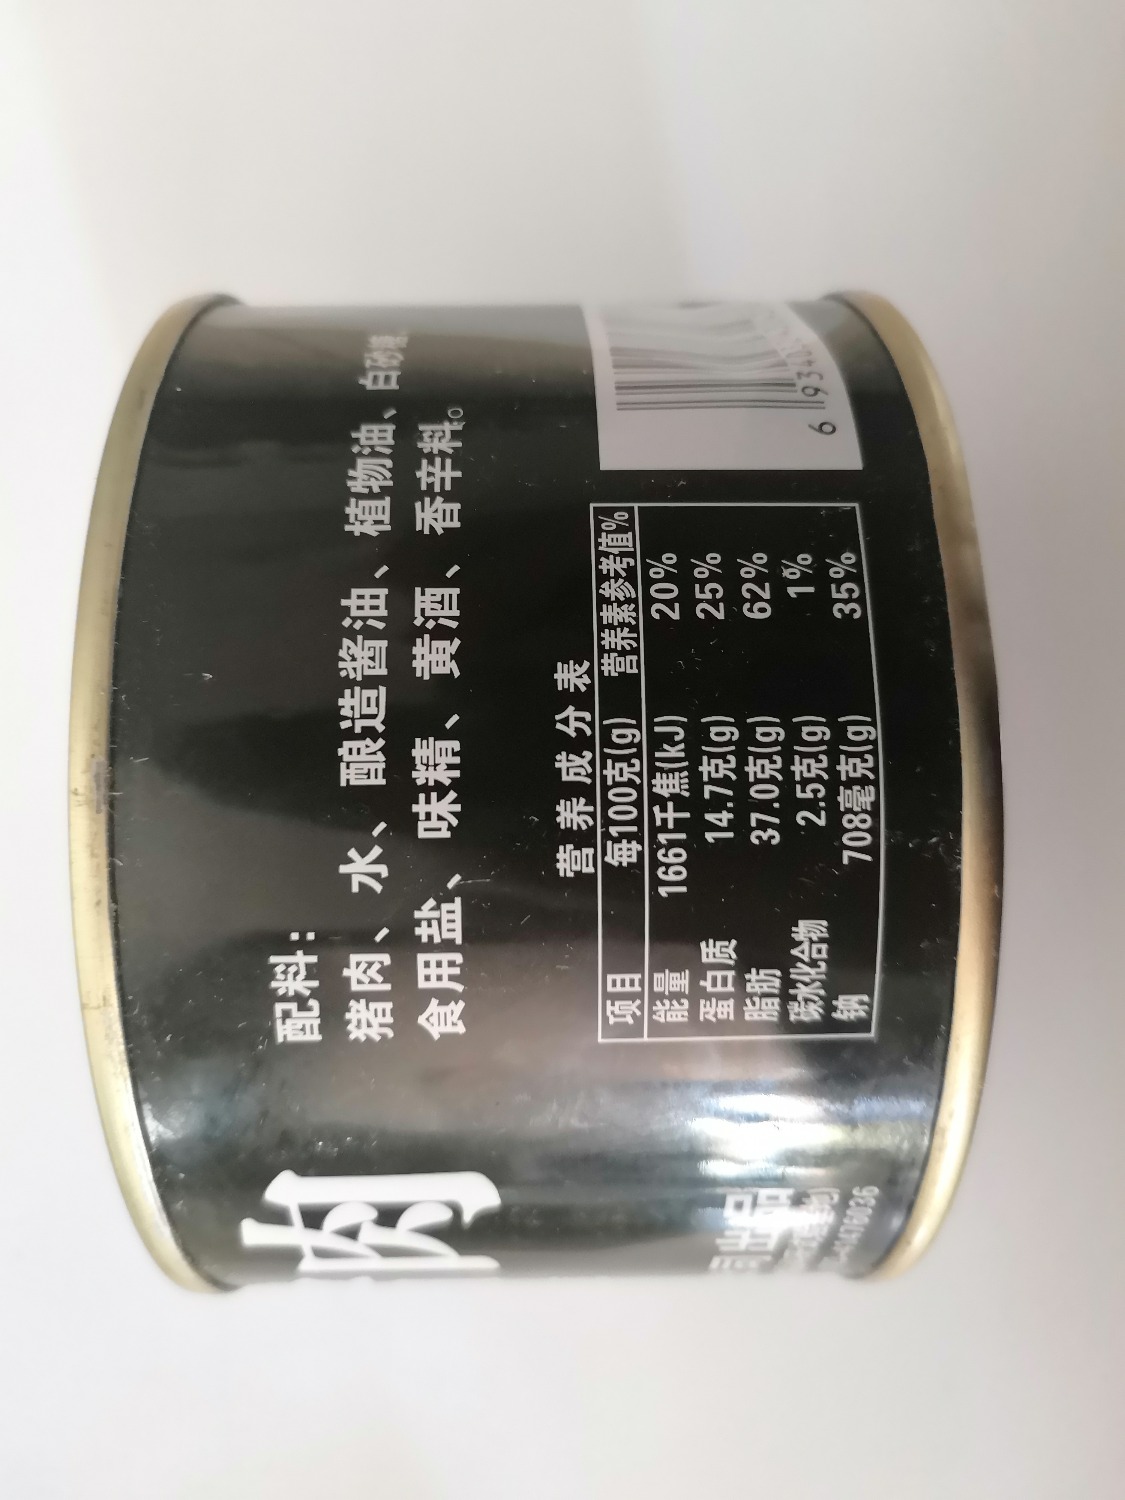 肉
配料:
猪肉、水、酿造酱油、植物油、白砂糖、
食用盐、味精、黄酒、香辛料。
营养成分表
项目 每100克(g) 营养素参考值%
能量 1661千焦(kJ) 20%
蛋白质 14.7克(g) 25%
脂肪 37.0克(g) 62%
碳水化合物 2.5克(g) 1%
钠 708毫克(g) 35%
出品
6 934